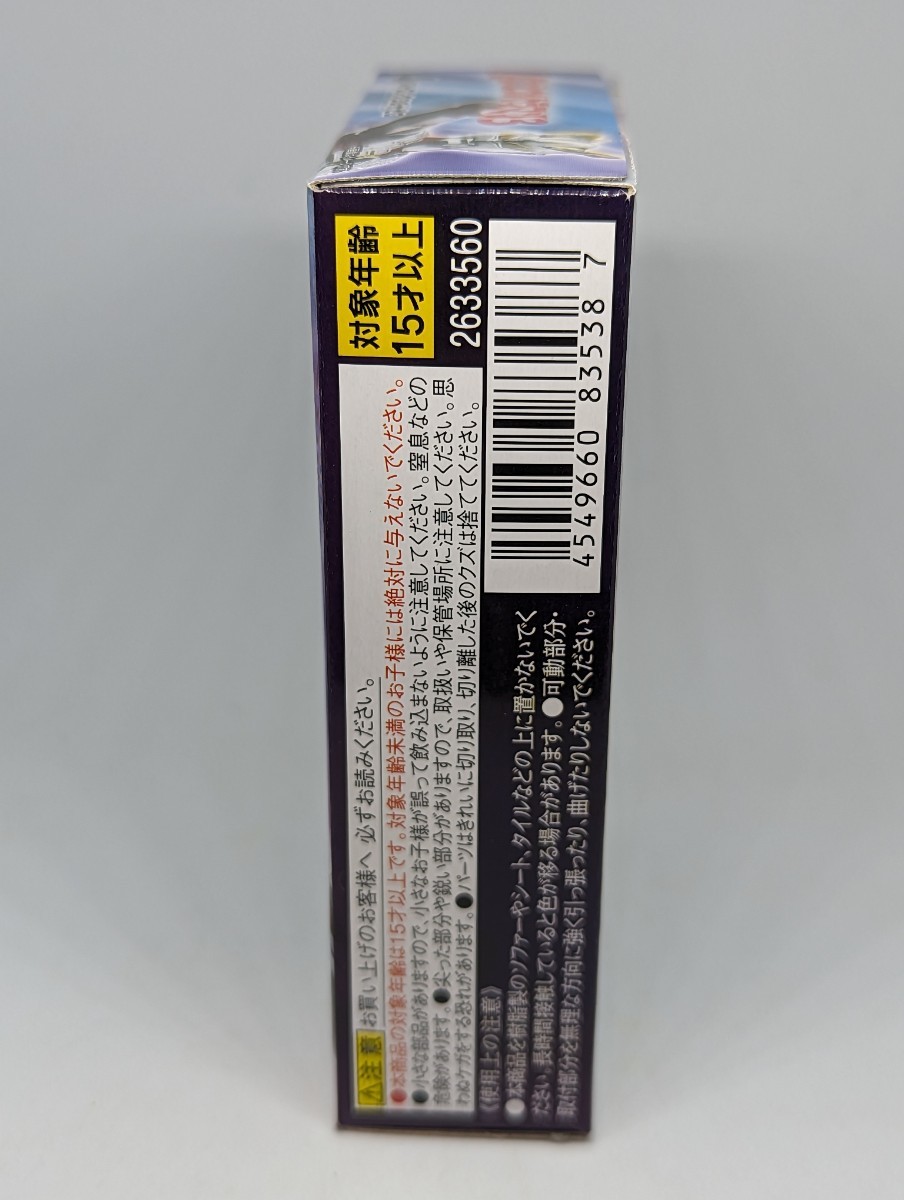 対象年齢
15才以上
2633560
4549660 83538 7
⚠注意 お買い上げのお客様へ 必ずお読みください。
●本商品の対象年齢は15才以上です。対象年齢未満のお子様には絶対に与えないでください。
●小さな部品がありますので、小さなお子様が誤って飲み込まないように注意してください。窒息などの
危険があります。●尖った部分や鋭い部分がありますので、取扱いや保管場所に注意してください。思
わぬケガをする恐れがあります。●パーツはきれいに切り取り、切り離した後のクズは捨ててください。
《使用上の注意》
●本商品を樹脂製のソファーやシート、タイルなどの上に置かないでく
ださい。長時間接触していると色が移る場合があります。●可動部分・
取付部分を無理な方向に強く引っ張ったり、曲げたりしないでください。